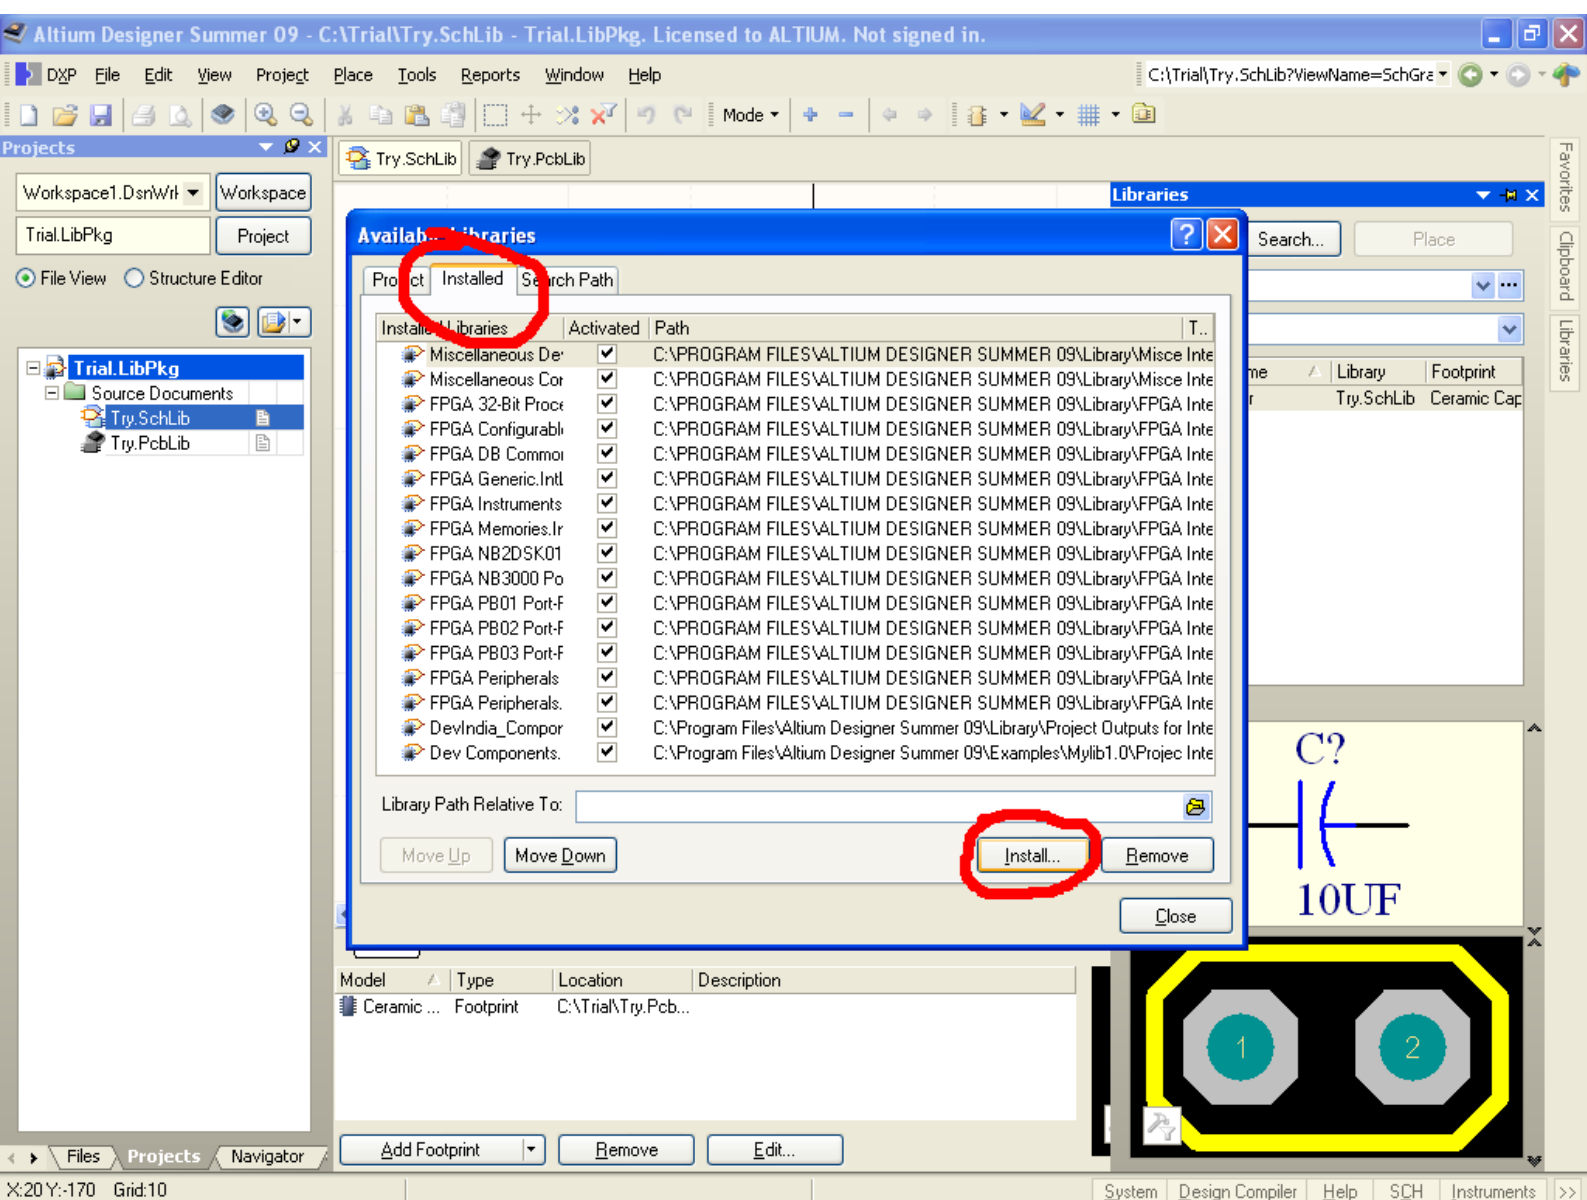 Altium Designer Summer 09 - C:\Trial\Try.SchLib - Trial.LibPkg. Licensed to ALTIUM. Not signed in.
DXP File Edit View Project Place Tools Reports Window Help C:\Trial\Try.SchLib?ViewName=SchGra
Mode
Projects
Try.SchLib Try.PcbLib
Workspace1.DsnWrk Workspace
Trial.LibPkg Project
File View Structure Editor
Trial.LibPkg
Source Documents
Try.SchLib
Try.PcbLib
Available Libraries
Project Installed Search Path
Installed Libraries Activated Path T..
Miscellaneous De C:\PROGRAM FILES\ALTIUM DESIGNER SUMMER 09\Library\Misce Inte
Miscellaneous Cor C:\PROGRAM FILES\ALTIUM DESIGNER SUMMER 09\Library\Misce Inte
FPGA 32-Bit Proce C:\PROGRAM FILES\ALTIUM DESIGNER SUMMER 09\Library\FPGA Inte
FPGA Configurabl C:\PROGRAM FILES\ALTIUM DESIGNER SUMMER 09\Library\FPGA Inte
FPGA DB Commor C:\PROGRAM FILES\ALTIUM DESIGNER SUMMER 09\Library\FPGA Inte
FPGA Generic.Intl C:\PROGRAM FILES\ALTIUM DESIGNER SUMMER 09\Library\FPGA Inte
FPGA Instruments C:\PROGRAM FILES\ALTIUM DESIGNER SUMMER 09\Library\FPGA Inte
FPGA Memories.Ir C:\PROGRAM FILES\ALTIUM DESIGNER SUMMER 09\Library\FPGA Inte
FPGA NB2DSK01 C:\PROGRAM FILES\ALTIUM DESIGNER SUMMER 09\Library\FPGA Inte
FPGA NB3000 Po C:\PROGRAM FILES\ALTIUM DESIGNER SUMMER 09\Library\FPGA Inte
FPGA PB01 Port-F C:\PROGRAM FILES\ALTIUM DESIGNER SUMMER 09\Library\FPGA Inte
FPGA PB02 Port-F C:\PROGRAM FILES\ALTIUM DESIGNER SUMMER 09\Library\FPGA Inte
FPGA PB03 Port-F C:\PROGRAM FILES\ALTIUM DESIGNER SUMMER 09\Library\FPGA Inte
FPGA Peripherals C:\PROGRAM FILES\ALTIUM DESIGNER SUMMER 09\Library\FPGA Inte
FPGA Peripherals. C:\PROGRAM FILES\ALTIUM DESIGNER SUMMER 09\Library\FPGA Inte
DevIndia_Compor C:\Program Files\Altium Designer Summer 09\Library\Project Outputs for Inte
Dev Components. C:\Program Files\Altium Designer Summer 09\Examples\Mylib1.0\Projec Inte
Library Path Relative To:
Move Up Move Down Install... Remove
Close
Libraries
Search... Place
me Library Footprint
r Try.SchLib Ceramic Cap
C?
10UF
1 2
Favorites
Clipboard
Libraries
Model Type Location Description
Ceramic ... Footprint C:\Trial\Try.Pcb...
Add Footprint Remove Edit...
Files Projects Navigator
X:20 Y:-170 Grid:10
System Design Compiler Help SCH Instruments >>